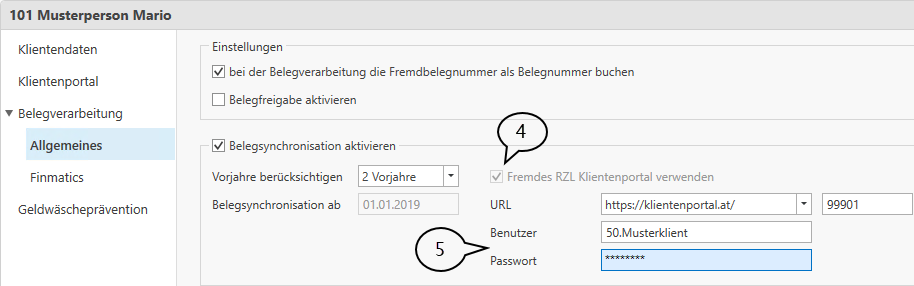 101 Musterperson Mario
Klientendaten
Klientenportal
Belegverarbeitung
Allgemeines
Finmatics
Geldwäscheprävention
Einstellungen
bei der Belegverarbeitung die Fremdbelegnummer als Belegnummer buchen
Belegfreigabe aktivieren
4
Belegsynchronisation aktivieren
Vorjahre berücksichtigen 2 Vorjahre Fremdes RZL Klientenportal verwenden
Belegsynchronisation ab 01.01.2019 URL https://klientenportal.at/ 99901
Benutzer 50.Musterklient
5
Passwort ********